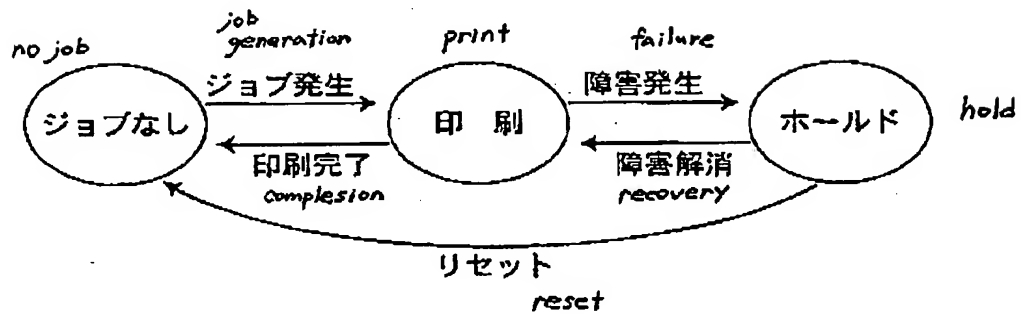 job
generation
no job
print
failure
ジョブ発生
障害発生
ジョブなし
印 刷
ホールド
hold
印刷完了
障害解消
complesion
recovery
リセット
reset